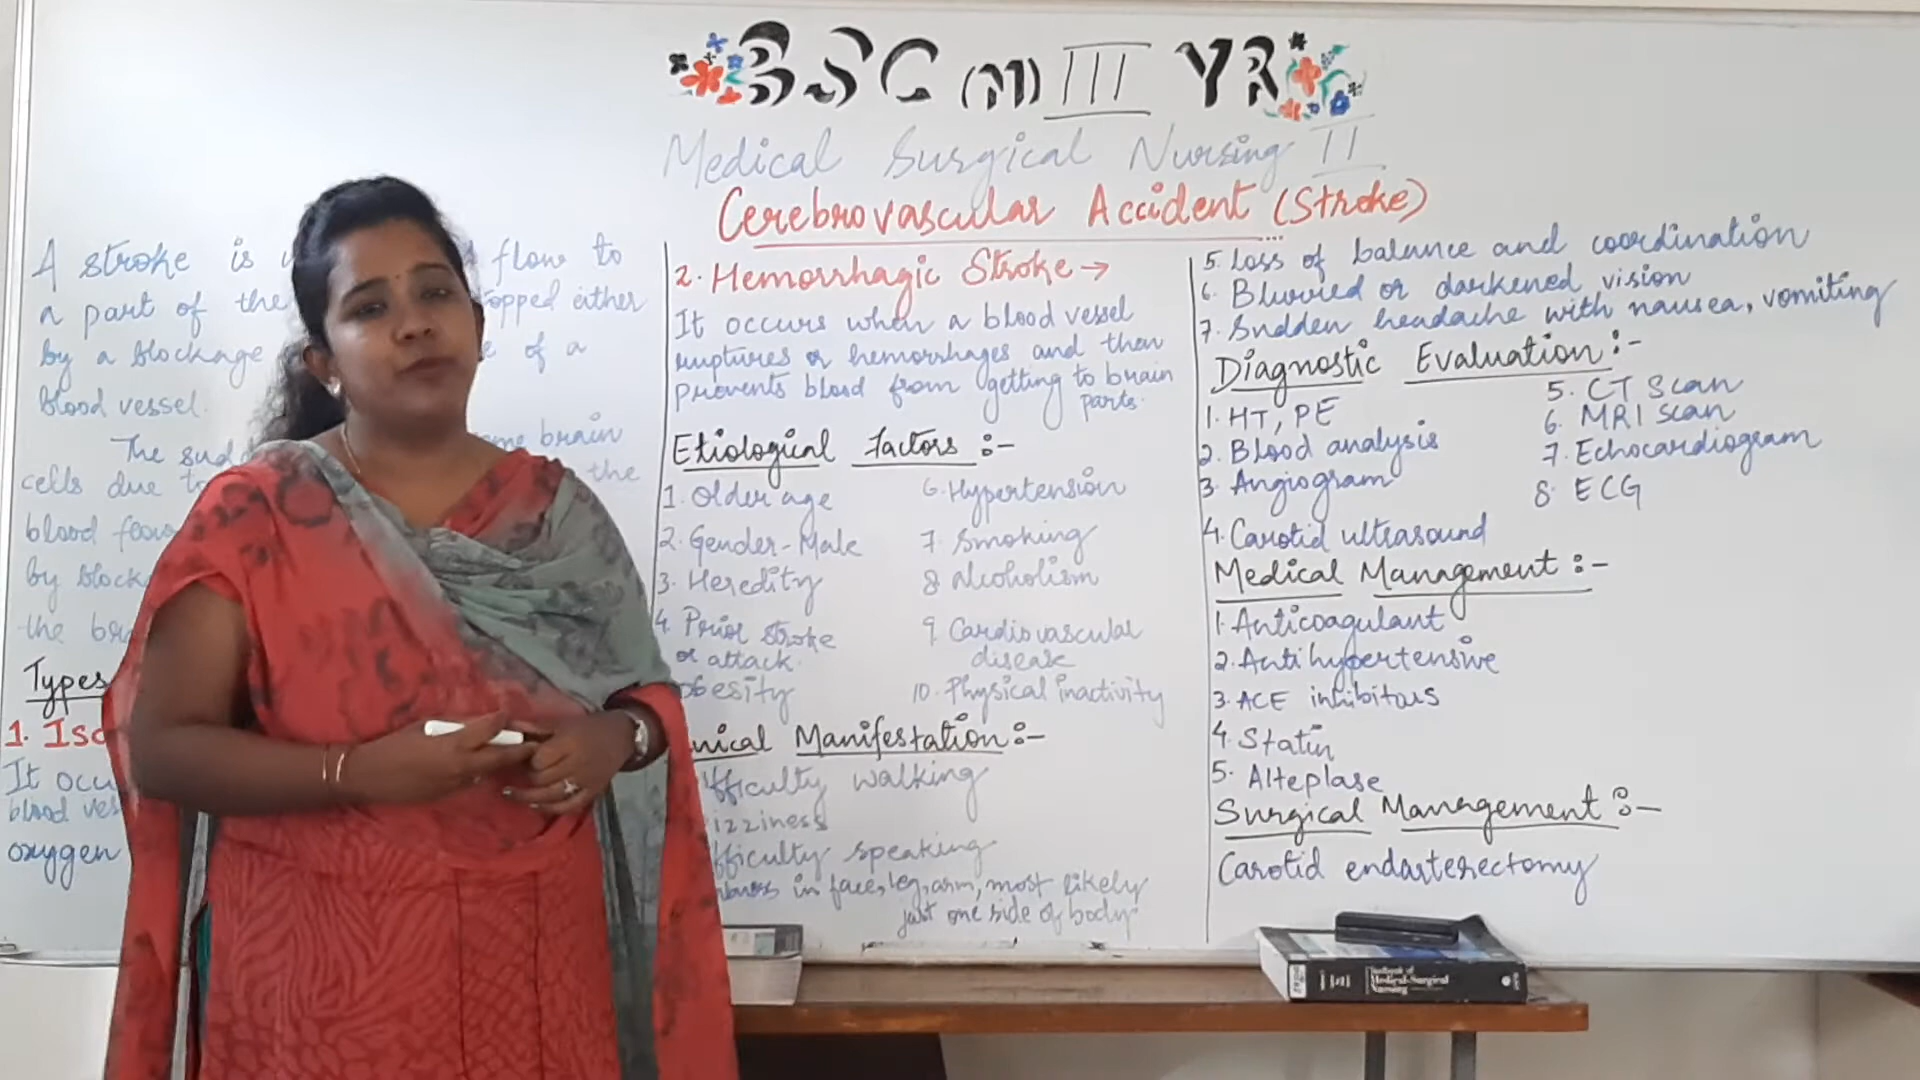 BSC (N) III YR
Medical Surgical Nursing II
Cerebrovascular Accident (Stroke)
A stroke is flow to
a part of the either
by a blockage of a
blood vessel.
The brain
cells due the
blood
by
the
Types
1.
It
blood
oxygen
2. Hemorrhagic Stroke →
It occurs when a blood vessel
ruptures or hemorrhages and then
prevents blood from getting to brain
parts.
Etiological factors :-
1. Older age
2. Gender-Male
3. Heredity
4. Prior stroke
or attack.
obesity
6. Hypertension
7. Smoking
8 alcoholism
9. Cardiovascular
disease
10. Physical inactivity
Manifestation :-
walking
speaking
in face, leg, arm, most likely
just one side of body.
5. loss of balance and coordination
6. Blurred or darkened vision
7. Sudden headache with nausea, vomiting
Diagnostic Evaluation :-
1. HT, PE
2. Blood analysis
3. Angiogram
4. Carotid ultrasound
5. CT Scan
6. MRI scan
7. Echocardiogram
8. ECG
Medical Management :-
1. Anticoagulant
2. Antihypertensive
3. ACE inhibitors
4. Statin
5. Alteplase
Surgical Management :-
Carotid endarterectomy
Textbook of
Medical-Surgical
Nursing